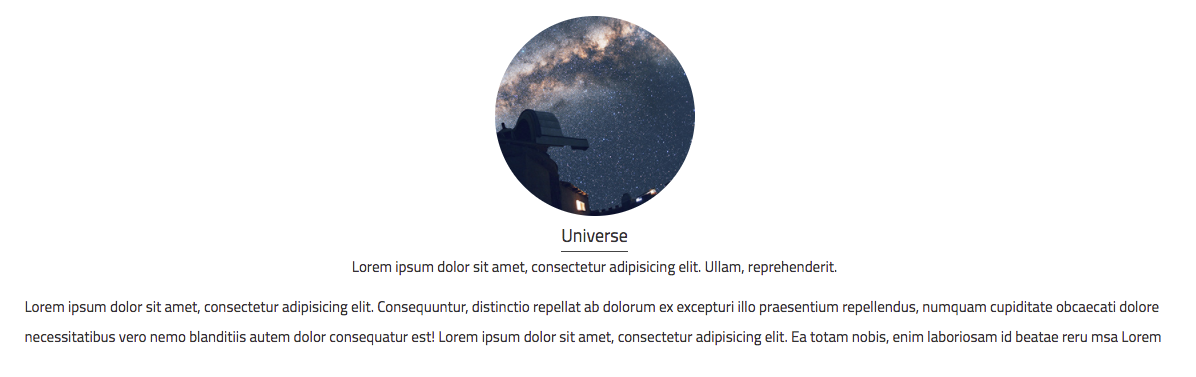 Universe
Lorem ipsum dolor sit amet, consectetur adipisicing elit. Ullam, reprehenderit.
Lorem ipsum dolor sit amet, consectetur adipisicing elit. Consequuntur, distinctio repellat ab dolorum ex excepturi illo praesentium repellendus, numquam cupiditate obcaecati dolore
necessitatibus vero nemo blanditiis autem dolor consequatur est! Lorem ipsum dolor sit amet, consectetur adipisicing elit. Ea totam nobis, enim laboriosam id beatae reru msa Lorem